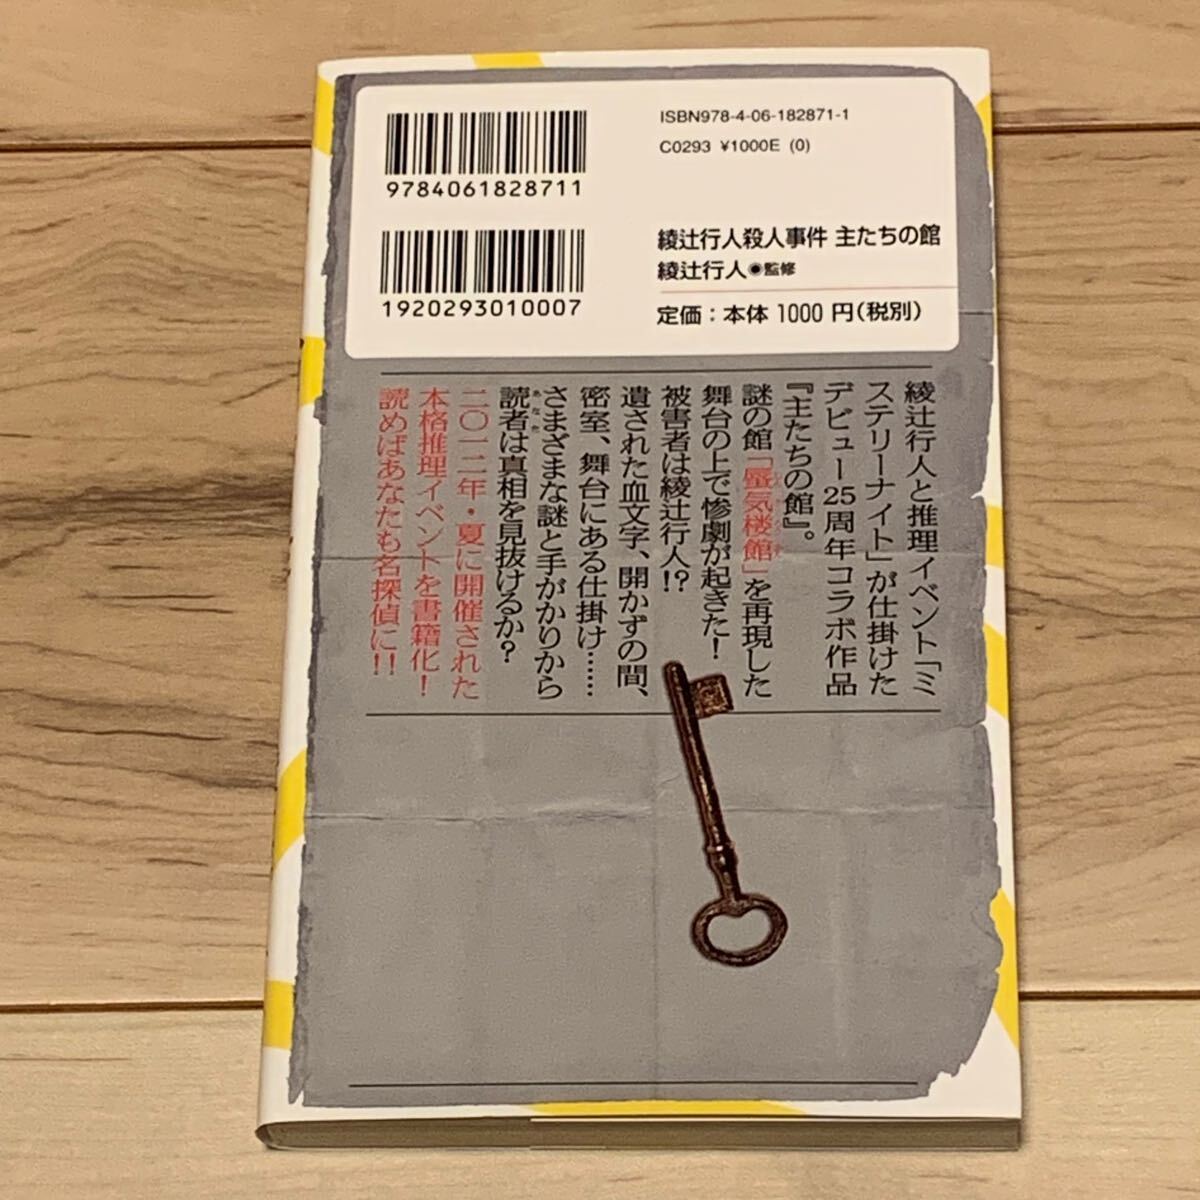 ISBN978-4-06-182871-1
C0293 ¥1000E (0)
9784061828711
1920293010007
綾辻行人殺人事件 主たちの館
綾辻行人◉監修
定価：本体 1000 円（税別）
綾辻行人と推理イベント「ミ
ステリーナイト」が仕掛けた
デビュー25周年コラボ作品
『主たちの館』。
謎の館「蜃気楼館」を再現した
舞台の上で惨劇が起きた！
被害者は綾辻行人!?
遺された血文字、開かずの間、
密室、舞台にある仕掛け……
さまざまな謎と手がかりから
読者は真相を見抜けるか？
あなた
二〇一二年・夏に開催された
本格推理イベントを書籍化！
読めばあなたも名探偵に!!